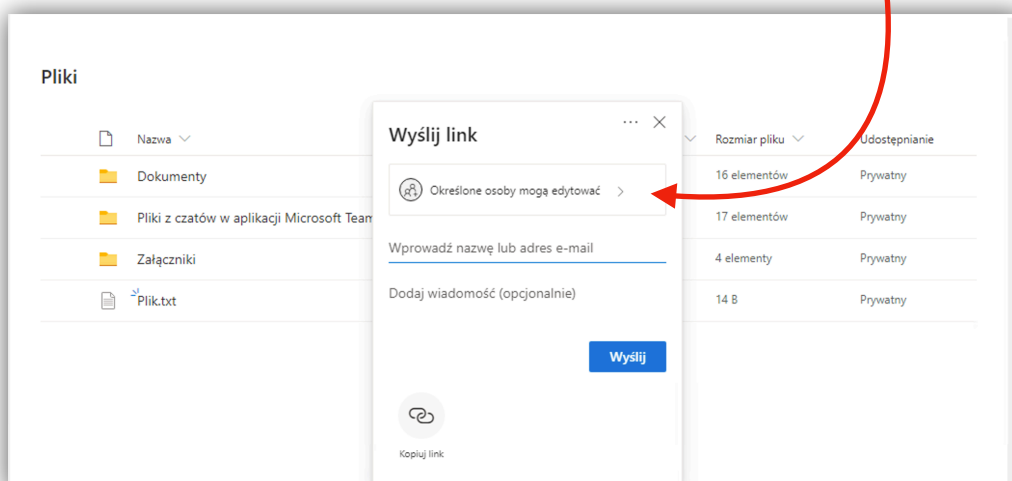 Pliki
Nazwa
Rozmiar pliku
Udostępnianie
Dokumenty
16 elementów
Prywatny
Pliki z czatów w aplikacji Microsoft Team
17 elementów
Prywatny
Załączniki
4 elementy
Prywatny
Plik.txt
14 B
Prywatny
Wyślij link
Określone osoby mogą edytować
Wprowadź nazwę lub adres e-mail
Dodaj wiadomość (opcjonalnie)
Wyślij
Kopiuj link